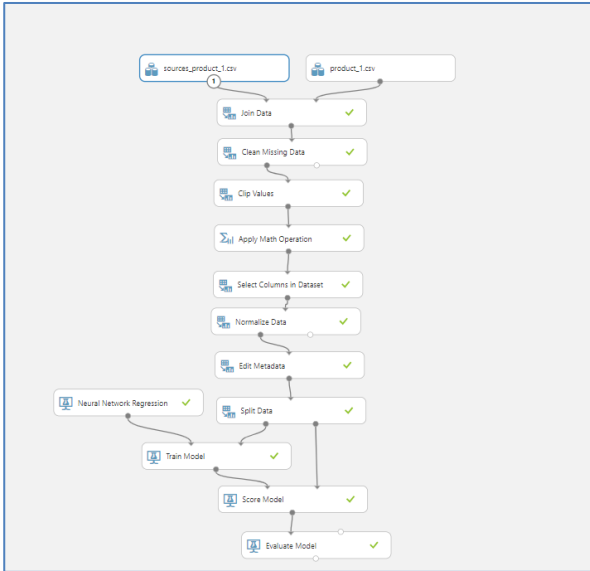 sources_product_1.csv
product_1.csv
1
Join Data
Clean Missing Data
Clip Values
Apply Math Operation
Select Columns in Dataset
Normalize Data
Edit Metadata
Neural Network Regression
Split Data
Train Model
Score Model
Evaluate Model